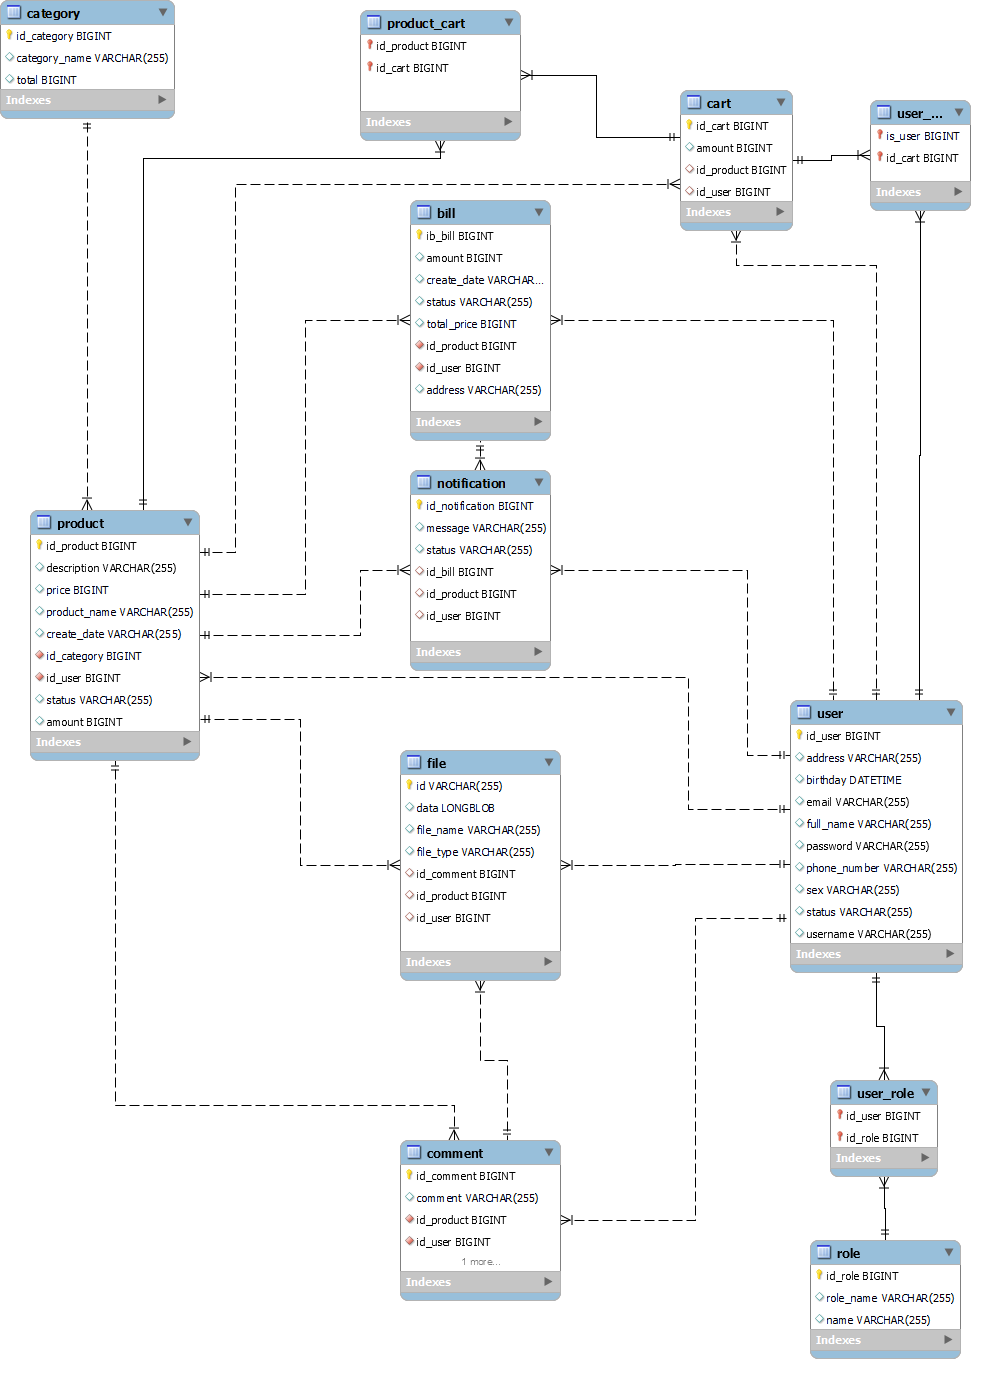 category
id_category BIGINT
category_name VARCHAR(255)
total BIGINT
Indexes
product_cart
id_product BIGINT
id_cart BIGINT
Indexes
cart
id_cart BIGINT
amount BIGINT
id_product BIGINT
id_user BIGINT
Indexes
user_...
is_user BIGINT
id_cart BIGINT
Indexes
bill
ib_bill BIGINT
amount BIGINT
create_date VARCHAR...
status VARCHAR(255)
total_price BIGINT
id_product BIGINT
id_user BIGINT
address VARCHAR(255)
Indexes
notification
id_notification BIGINT
message VARCHAR(255)
status VARCHAR(255)
id_bill BIGINT
id_product BIGINT
id_user BIGINT
Indexes
product
id_product BIGINT
description VARCHAR(255)
price BIGINT
product_name VARCHAR(255)
create_date VARCHAR(255)
id_category BIGINT
id_user BIGINT
status VARCHAR(255)
amount BIGINT
Indexes
user
id_user BIGINT
address VARCHAR(255)
birthday DATETIME
email VARCHAR(255)
full_name VARCHAR(255)
password VARCHAR(255)
phone_number VARCHAR(255)
sex VARCHAR(255)
status VARCHAR(255)
username VARCHAR(255)
Indexes
file
id VARCHAR(255)
data LONGBLOB
file_name VARCHAR(255)
file_type VARCHAR(255)
id_comment BIGINT
id_product BIGINT
id_user BIGINT
Indexes
user_role
id_user BIGINT
id_role BIGINT
Indexes
comment
id_comment BIGINT
comment VARCHAR(255)
id_product BIGINT
id_user BIGINT
1 more...
Indexes
role
id_role BIGINT
role_name VARCHAR(255)
name VARCHAR(255)
Indexes